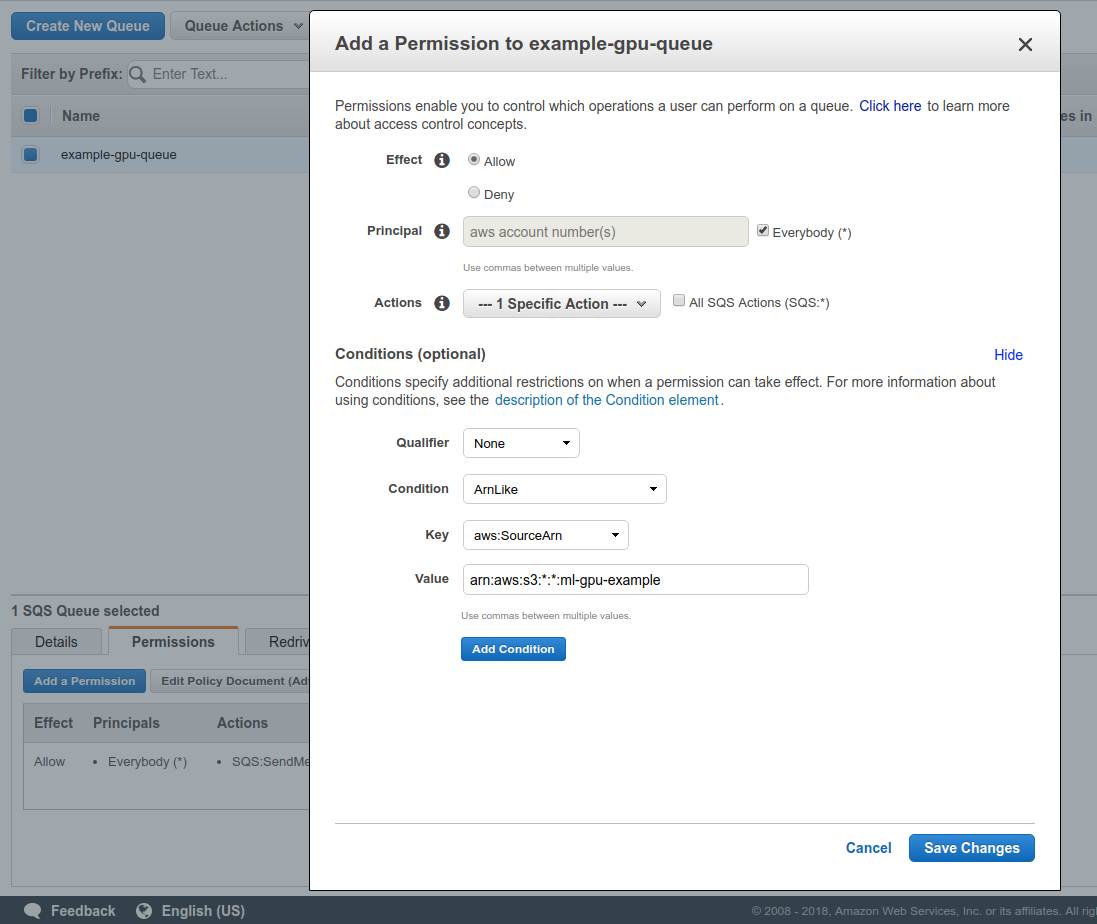 Create New Queue
Queue Actions
Filter by Prefix:
Enter Text...
Name
es in
example-gpu-queue
Add a Permission to example-gpu-queue
Permissions enable you to control which operations a user can perform on a queue. Click here to learn more
about access control concepts.
Effect
Allow
Deny
Principal
aws account number(s)
Everybody (*)
Use commas between multiple values.
Actions
--- 1 Specific Action ---
All SQS Actions (SQS:*)
Conditions (optional)
Hide
Conditions specify additional restrictions on when a permission can take effect. For more information about
using conditions, see the description of the Condition element.
Qualifier
None
Condition
ArnLike
Key
aws:SourceArn
Value
arn:aws:s3:*:*:ml-gpu-example
Use commas between multiple values.
Add Condition
Cancel
Save Changes
1 SQS Queue selected
Details
Permissions
Redriv
Add a Permission
Edit Policy Document (Ad
Effect
Principals
Actions
Allow
• Everybody (*)
• SQS:SendMe
Feedback
English (US)
© 2008 - 2018, Amazon Web Services, Inc. or its affiliates. All rig